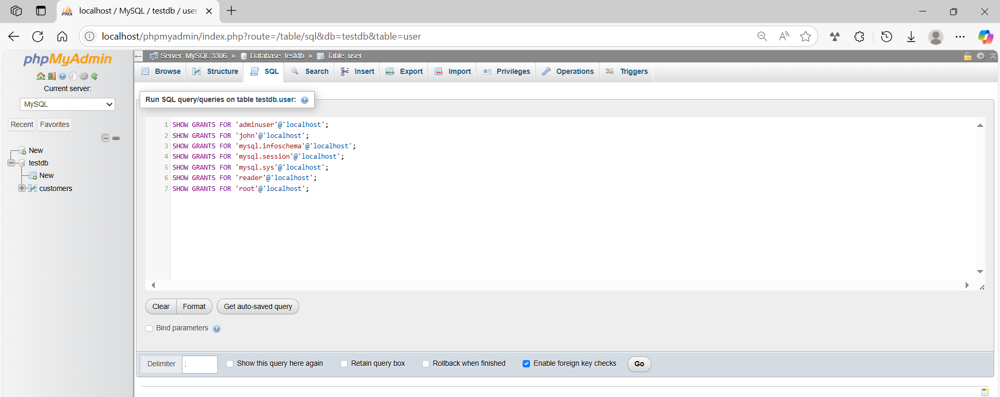 localhost / MySQL / testdb / user
localhost/phpmyadmin/index.php?route=/table/sql&db=testdb&table=user
phpMyAdmin
Current server:
MySQL
Recent Favorites
New
testdb
New
customers
Server: MySQL:3306 » Database: testdb » Table: user
Browse Structure SQL Search Insert Export Import Privileges Operations Triggers
Run SQL query/queries on table testdb.user:
1 SHOW GRANTS FOR 'adminuser'@'localhost';
2 SHOW GRANTS FOR 'john'@'localhost';
3 SHOW GRANTS FOR 'mysql.infoschema'@'localhost';
4 SHOW GRANTS FOR 'mysql.session'@'localhost';
5 SHOW GRANTS FOR 'mysql.sys'@'localhost';
6 SHOW GRANTS FOR 'reader'@'localhost';
7 SHOW GRANTS FOR 'root'@'localhost';
Clear Format Get auto-saved query
Bind parameters
Delimiter ; Show this query here again Retain query box Rollback when finished Enable foreign key checks Go